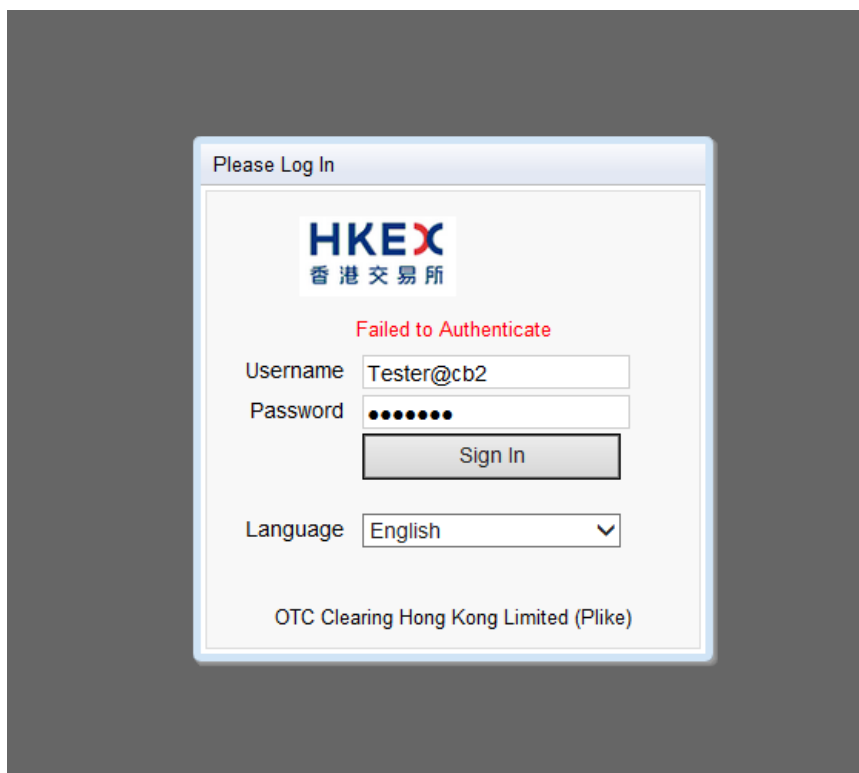 Please Log In
HKEX
香港交易所
Failed to Authenticate
Username Tester@cb2
Password •••••••
Sign In
Language English
OTC Clearing Hong Kong Limited (Plike)